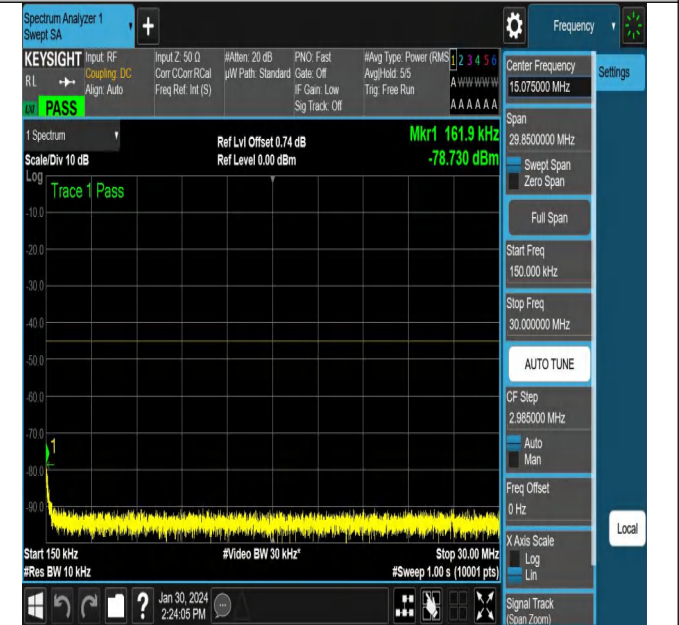 Spectrum Analyzer 1
Swept SA
+
Frequency
KEYSIGHT
RL
Input: RF
Coupling: DC
Align: Auto
Input Z: 50 Ω
Corr CCorr RCal
Freq Ref: Int (S)
#Atten: 20 dB
µW Path: Standard
PNO: Fast
Gate: Off
IF Gain: Low
Sig Track: Off
#Avg Type: Power (RMS
Avg|Hold: 5/5
Trig: Free Run
1 2 3 4 5 6
A W W W W W
A A A A A A
PASS
Center Frequency
15.075000 MHz
Settings
Span
29.8500000 MHz
Swept Span
Zero Span
Full Span
Start Freq
150.000 kHz
Stop Freq
30.000000 MHz
AUTO TUNE
CF Step
2.985000 MHz
Auto
Man
Freq Offset
0 Hz
X Axis Scale
Log
Lin
Signal Track
(Span Zoom)
Local
1 Spectrum
Scale/Div 10 dB
Ref Lvl Offset 0.74 dB
Ref Level 0.00 dBm
Mkr1 161.9 kHz
-78.730 dBm
Log
Trace 1 Pass
-10.0
-20.0
-30.0
-40.0
-50.0
-60.0
-70.0
1
-80.0
-90.0
Start 150 kHz
#Res BW 10 kHz
#Video BW 30 kHz*
Stop 30.00 MHz
#Sweep 1.00 s (10001 pts)
?
Jan 30, 2024
2:24:05 PM